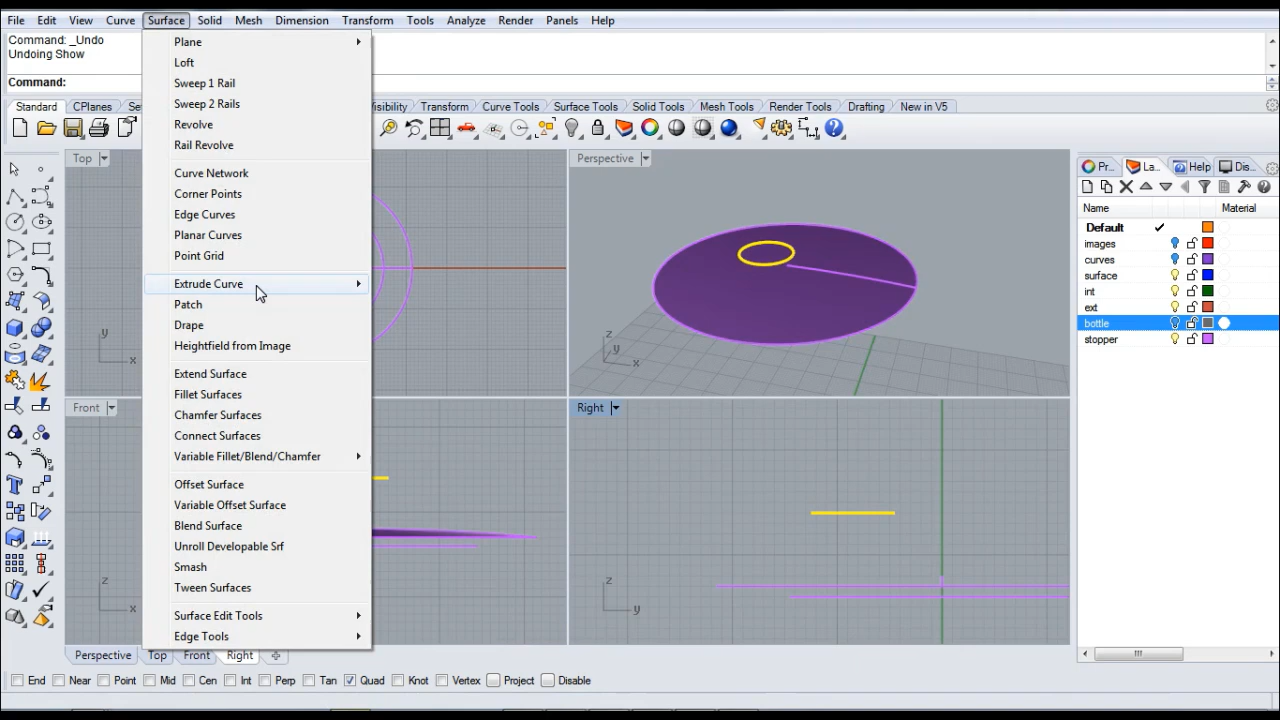 File Edit View Curve Surface Solid Mesh Dimension Transform Tools Analyze Render Panels Help
Command: _Undo
Undoing Show
Command:
Standard CPlanes Transform Curve Tools Surface Tools Solid Tools Mesh Tools Render Tools Drafting New in V5
Plane
Loft
Sweep 1 Rail
Sweep 2 Rails
Revolve
Rail Revolve
Curve Network
Corner Points
Edge Curves
Planar Curves
Point Grid
Extrude Curve
Patch
Drape
Heightfield from Image
Extend Surface
Fillet Surfaces
Chamfer Surfaces
Connect Surfaces
Variable Fillet/Blend/Chamfer
Offset Surface
Variable Offset Surface
Blend Surface
Unroll Developable Srf
Smash
Tween Surfaces
Surface Edit Tools
Edge Tools
Top
y
x
Perspective
z
y
x
Front
z
x
Right
z
y
Pr... La... Help Dis...
Name Material
Default
images
curves
surface
int
ext
bottle
stopper
Perspective Top Front Right
End Near Point Mid Cen Int Perp Tan Quad Knot Vertex Project Disable